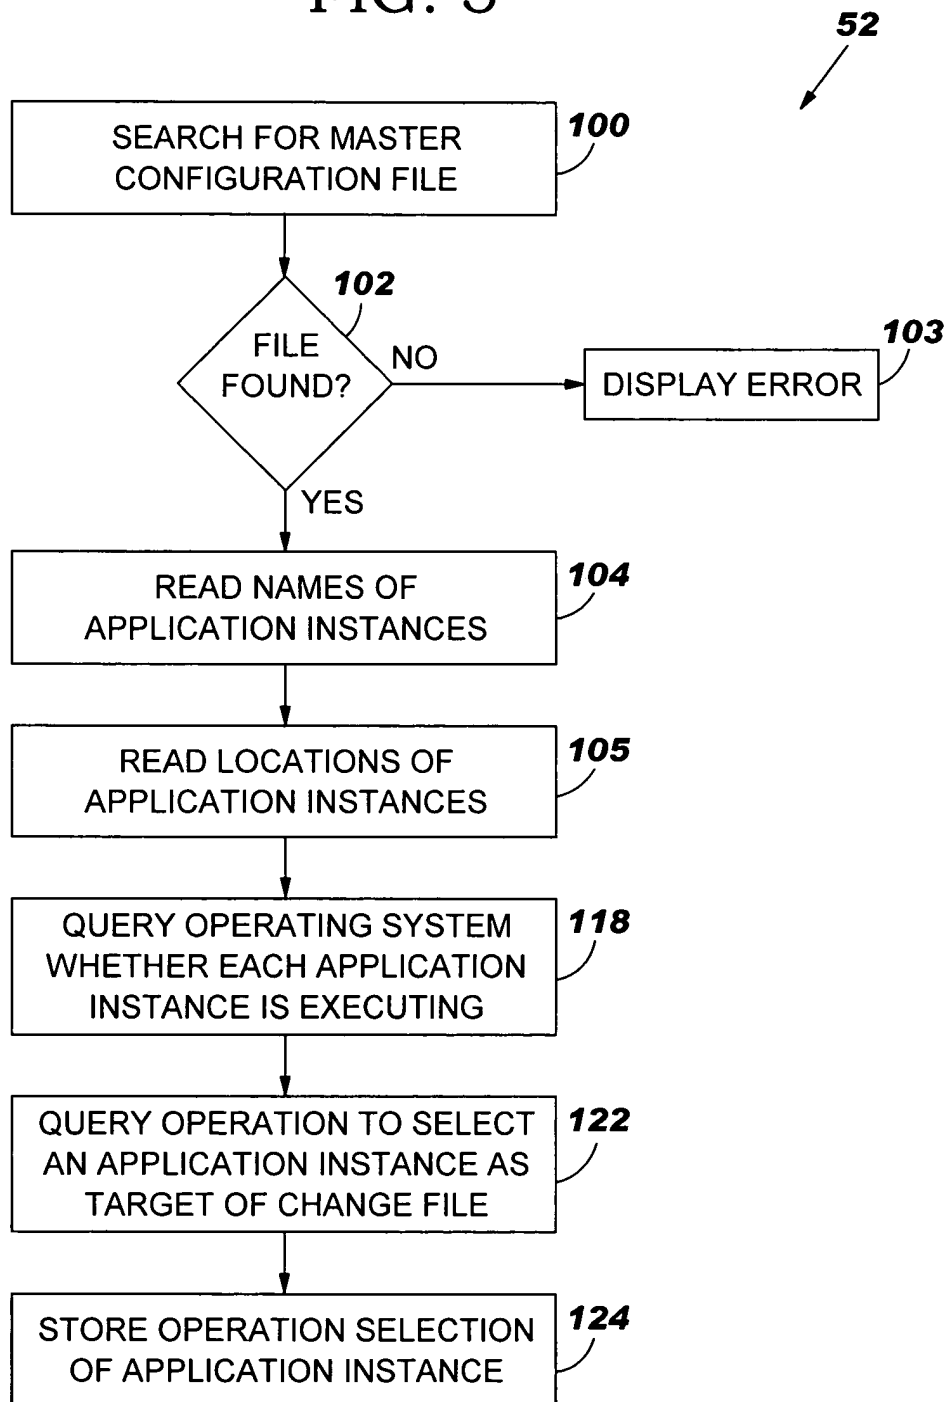 52
SEARCH FOR MASTER
CONFIGURATION FILE
100
102
FILE
FOUND?
NO
103
DISPLAY ERROR
YES
READ NAMES OF
APPLICATION INSTANCES
104
READ LOCATIONS OF
APPLICATION INSTANCES
105
QUERY OPERATING SYSTEM
WHETHER EACH APPLICATION
INSTANCE IS EXECUTING
118
QUERY OPERATION TO SELECT
AN APPLICATION INSTANCE AS
TARGET OF CHANGE FILE
122
STORE OPERATION SELECTION
OF APPLICATION INSTANCE
124